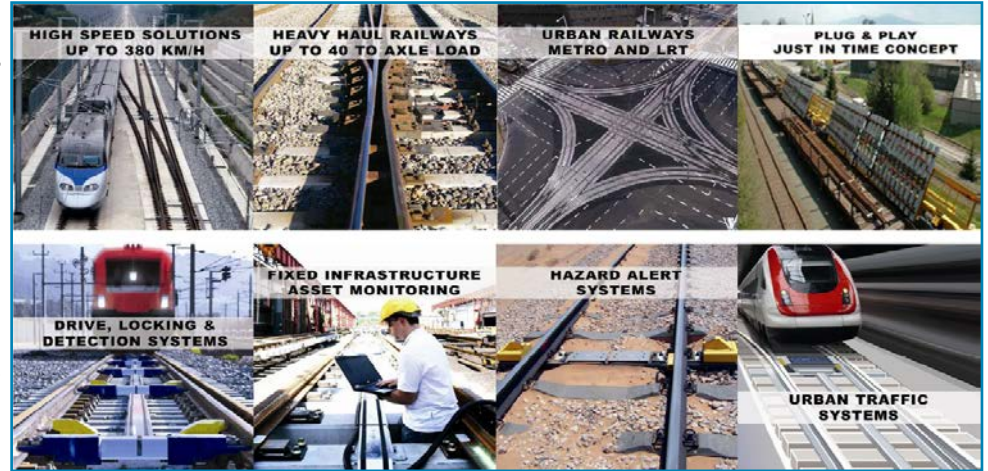 HIGH SPEED SOLUTIONS
UP TO 380 KM/H
HEAVY HAUL RAILWAYS
UP TO 40 TO AXLE LOAD
URBAN RAILWAYS
METRO AND LRT
PLUG & PLAY
JUST IN TIME CONCEPT
DRIVE, LOCKING &
DETECTION SYSTEMS
FIXED INFRASTRUCTURE
ASSET MONITORING
HAZARD ALERT
SYSTEMS
URBAN TRAFFIC
SYSTEMS